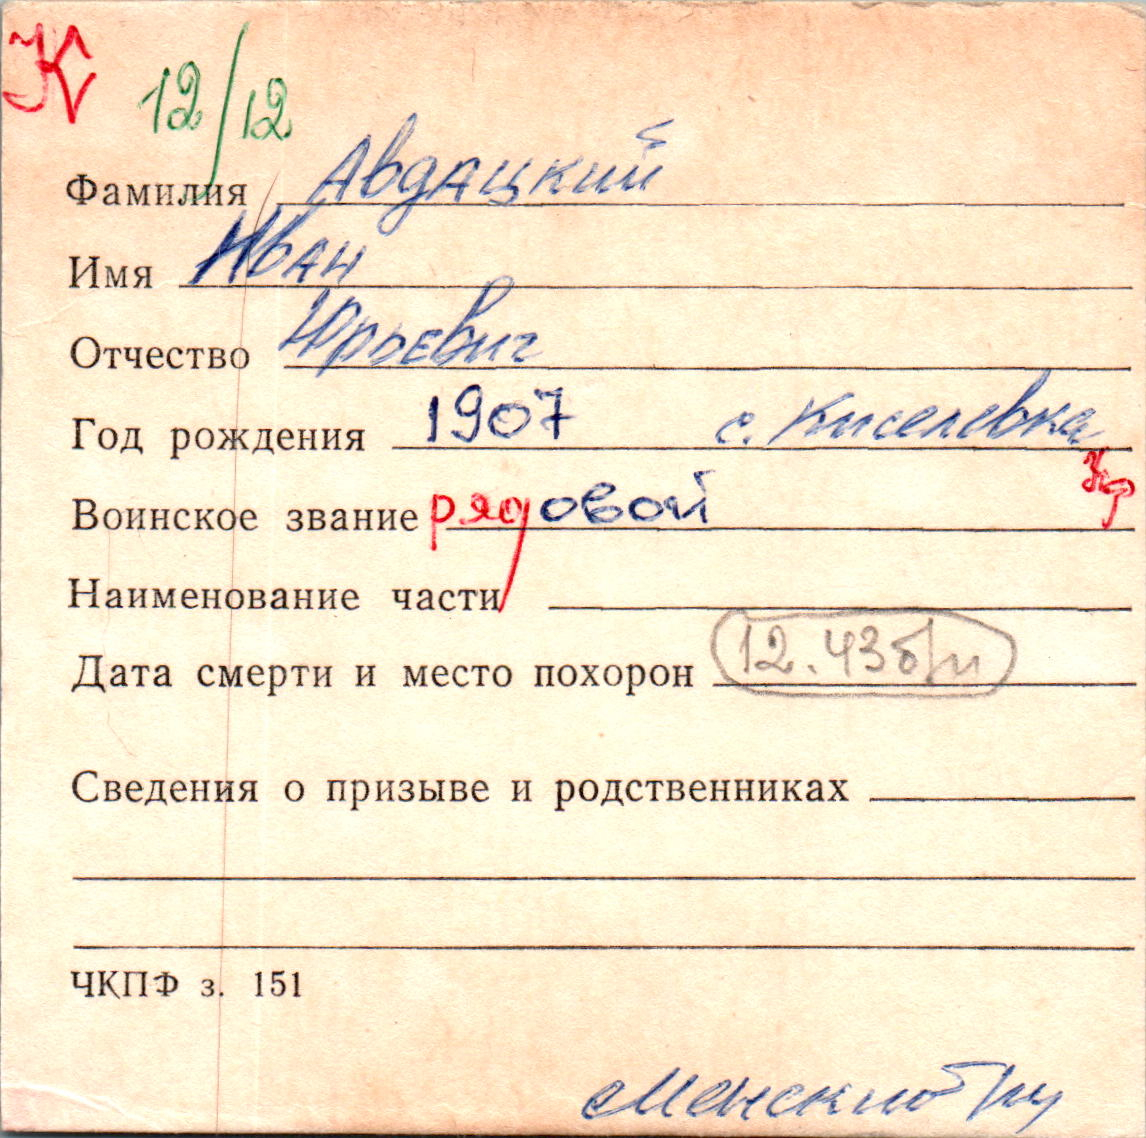 К 12/12
Фамилия Авдацкий
Имя Иван
Отчество Юрьевич
Год рождения 1907 с. Киселевка
Воинское звание рядовой
Наименование части
Дата смерти и место похорон 12.43 б/и
Сведения о призыве и родственниках
ЧКПФ з. 151
Менский